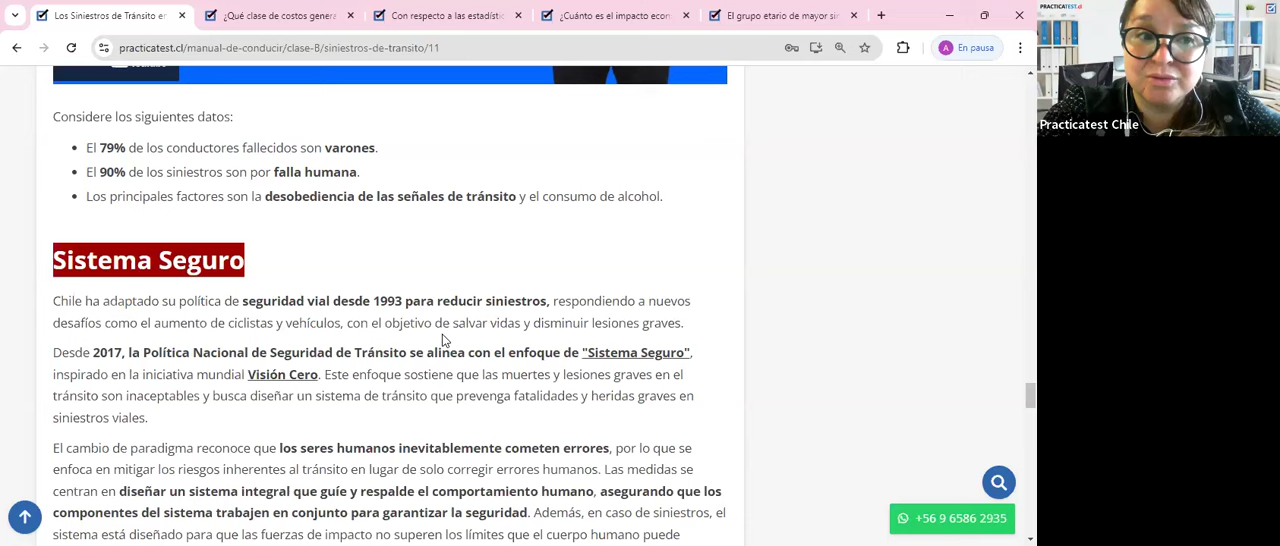 Los Siniestros de Tránsito en
¿Qué clase de costos genera
Con respecto a las estadístic
¿Cuánto es el impacto econ
El grupo etario de mayor sin
practicatest.cl/manual-de-conducir/clase-B/siniestros-de-transito/11
A En pausa
PRACTICATEST.cl
Practicatest Chile
Considere los siguientes datos:
• El 79% de los conductores fallecidos son varones.
• El 90% de los siniestros son por falla humana.
• Los principales factores son la desobediencia de las señales de tránsito y el consumo de alcohol.
Sistema Seguro
Chile ha adaptado su política de seguridad vial desde 1993 para reducir siniestros, respondiendo a nuevos
desafíos como el aumento de ciclistas y vehículos, con el objetivo de salvar vidas y disminuir lesiones graves.
Desde 2017, la Política Nacional de Seguridad de Tránsito se alinea con el enfoque de "Sistema Seguro",
inspirado en la iniciativa mundial Visión Cero. Este enfoque sostiene que las muertes y lesiones graves en el
tránsito son inaceptables y busca diseñar un sistema de tránsito que prevenga fatalidades y heridas graves en
siniestros viales.
El cambio de paradigma reconoce que los seres humanos inevitablemente cometen errores, por lo que se
enfoca en mitigar los riesgos inherentes al tránsito en lugar de solo corregir errores humanos. Las medidas se
centran en diseñar un sistema integral que guíe y respalde el comportamiento humano, asegurando que los
componentes del sistema trabajen en conjunto para garantizar la seguridad. Además, en caso de siniestros, el
sistema está diseñado para que las fuerzas de impacto no superen los límites que el cuerpo humano puede
+56 9 6586 2935